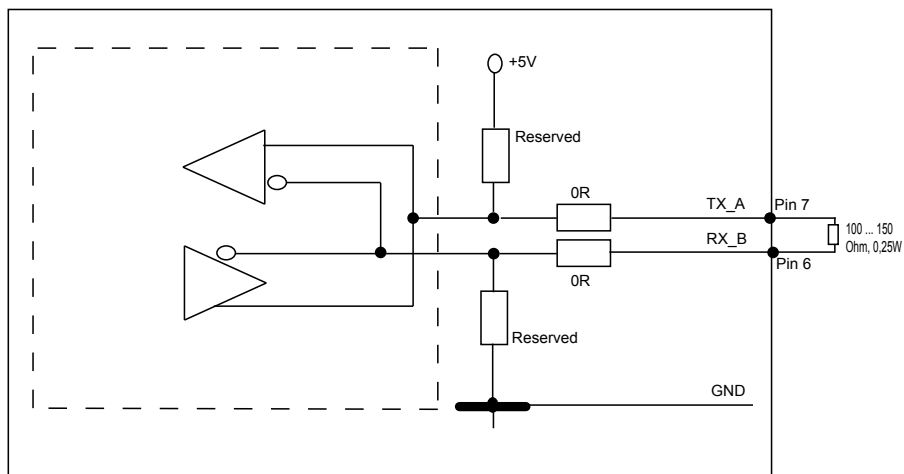 +5V
Reserved
0R
TX_A
Pin 7
100 ... 150
Ohm, 0,25W
RX_B
Pin 6
0R
Reserved
GND